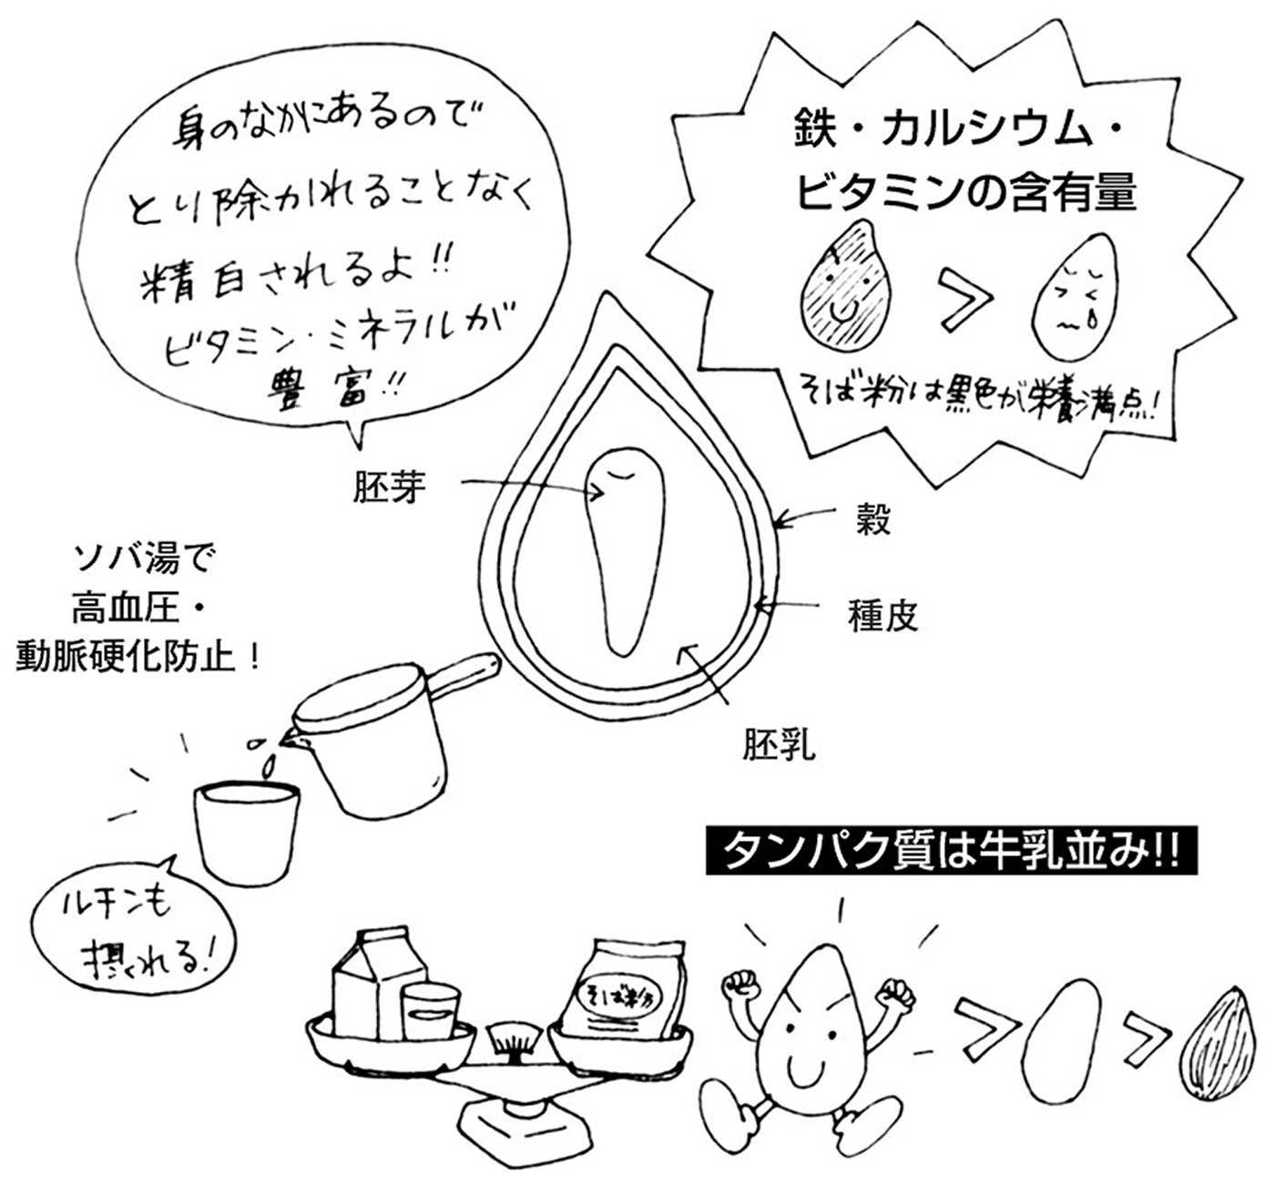 身のなかにあるので
とり除かれることなく
精白されるよ!!
ビタミン・ミネラルが
豊富!!
鉄・カルシウム・
ビタミンの含有量
>
そば粉は黒色が栄養満点!
胚芽
穀
種皮
胚乳
ソバ湯で
高血圧・
動脈硬化防止！
ルチンも
摂れる!
タンパク質は牛乳並み!!
そば粉
> >